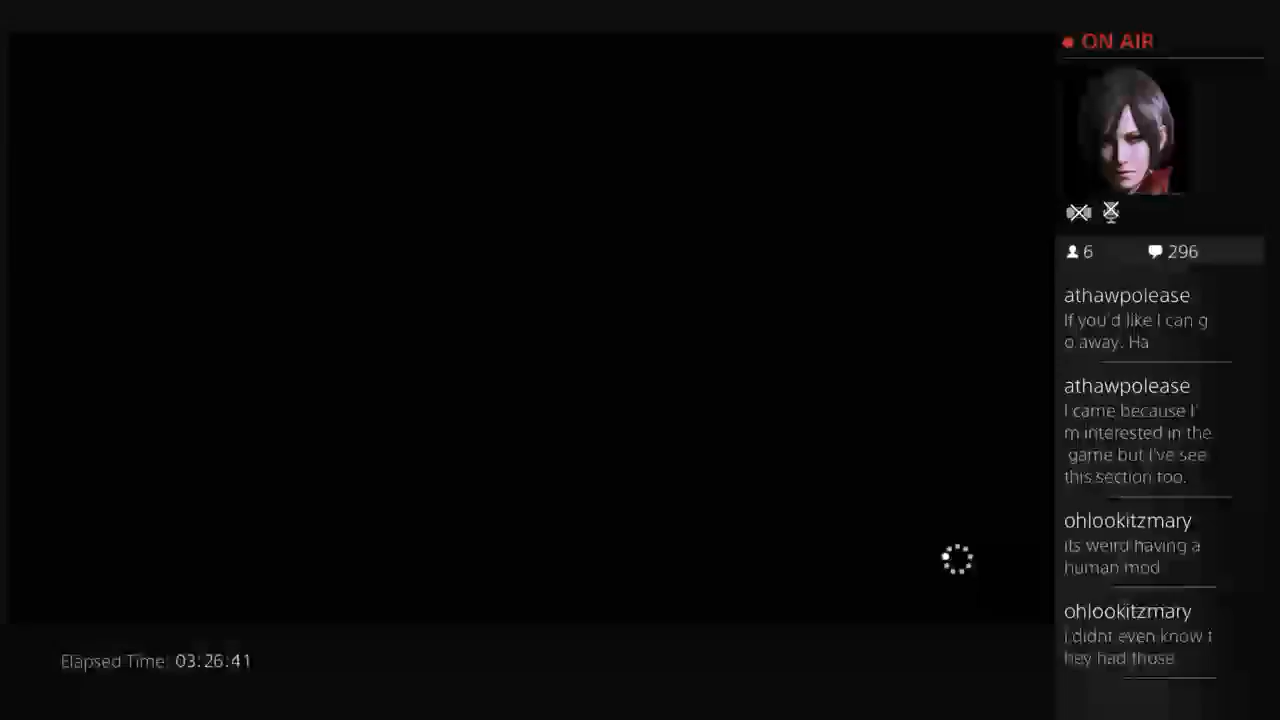 ON AIR
6 296
athawpolease
If you'd like I can g
o away. Ha
athawpolease
I came because I'
m interested in the
game but I've see
this section too.
ohlookitzmary
its weird having a
human mod
ohlookitzmary
i didnt even know t
hey had those
Elapsed Time: 03:26:41